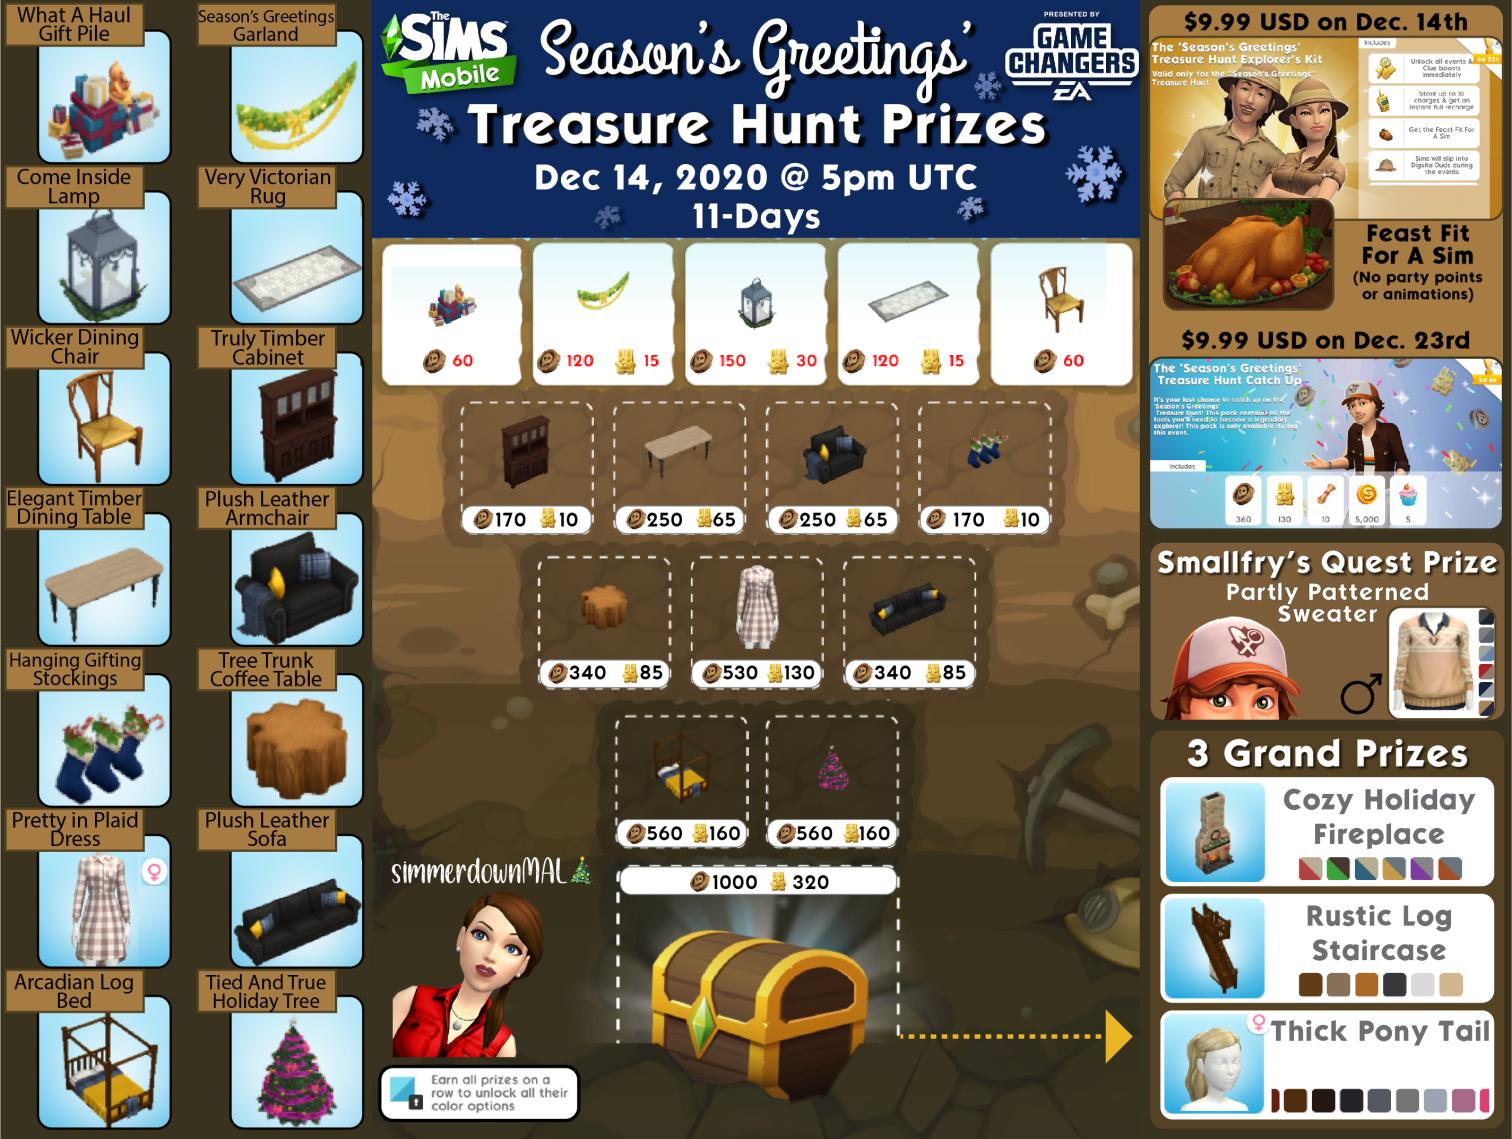 What A Haul
Gift Pile
Season's Greetings
Garland
Come Inside
Lamp
Very Victorian
Rug
Wicker Dining
Chair
Truly Timber
Cabinet
Elegant Timber
Dining Table
Plush Leather
Armchair
Hanging Gifting
Stockings
Tree Trunk
Coffee Table
Pretty in Plaid
Dress
Plush Leather
Sofa
Arcadian Log
Bed
Tied And True
Holiday Tree
The
SiMS
Mobile
Season's Greetings'
PRESENTED BY
GAME
CHANGERS
EA
Treasure Hunt Prizes
Dec 14, 2020 @ 5pm UTC
11-Days
60
120 15
150 30
120 15
60
170 10
250 65
250 65
170 10
340 85
530 130
340 85
560 160
560 160
simmerdownMAL
1000 320
Earn all prizes on a
row to unlock all their
color options
$9.99 USD on Dec. 14th
The 'Season's Greetings'
Treasure Hunt Explorer's Kit
Valid only for the "Season's Greetings"
Treasure Hunt
Includes
6d 23h
Unlock all events &
Clue boosts
immediately
Store up to 10
charges & get an
instant full recharge
Get the Feast Fit For
A Sim
Sims will slip into
Digsite Duds during
the events
Feast Fit
For A Sim
(No party points
or animations)
$9.99 USD on Dec. 23rd
The 'Season's Greetings'
Treasure Hunt Catch Up
It's your last chance to catch up on the
'Season's Greetings'
Treasure Hunt! This pack contains all the
tools you'll need to become a legendary
explorer! This pack is only available during
this event.
Includes
360 130 10 5,000 5
Smallfry's Quest Prize
Partly Patterned
Sweater
3 Grand Prizes
Cozy Holiday
Fireplace
Rustic Log
Staircase
Thick Pony Tail